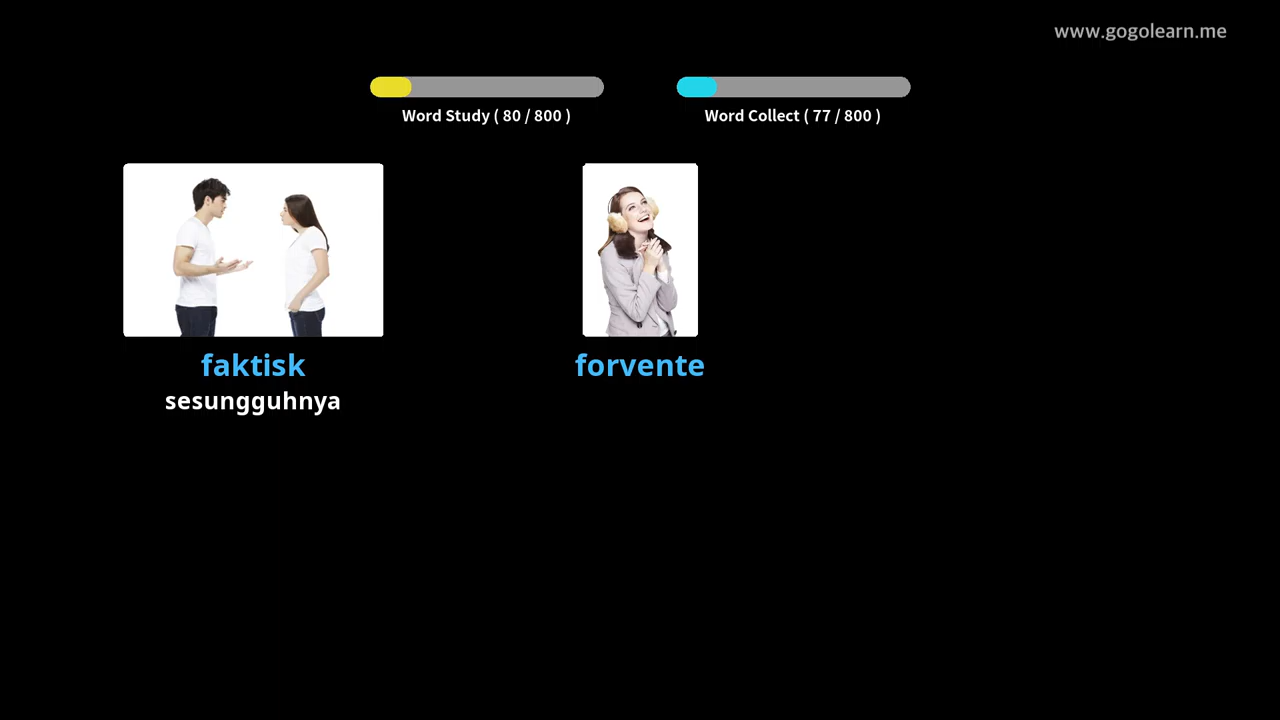 www.gogolearn.me
Word Study ( 80 / 800 )
Word Collect ( 77 / 800 )
faktisk
sesungguhnya
forvente